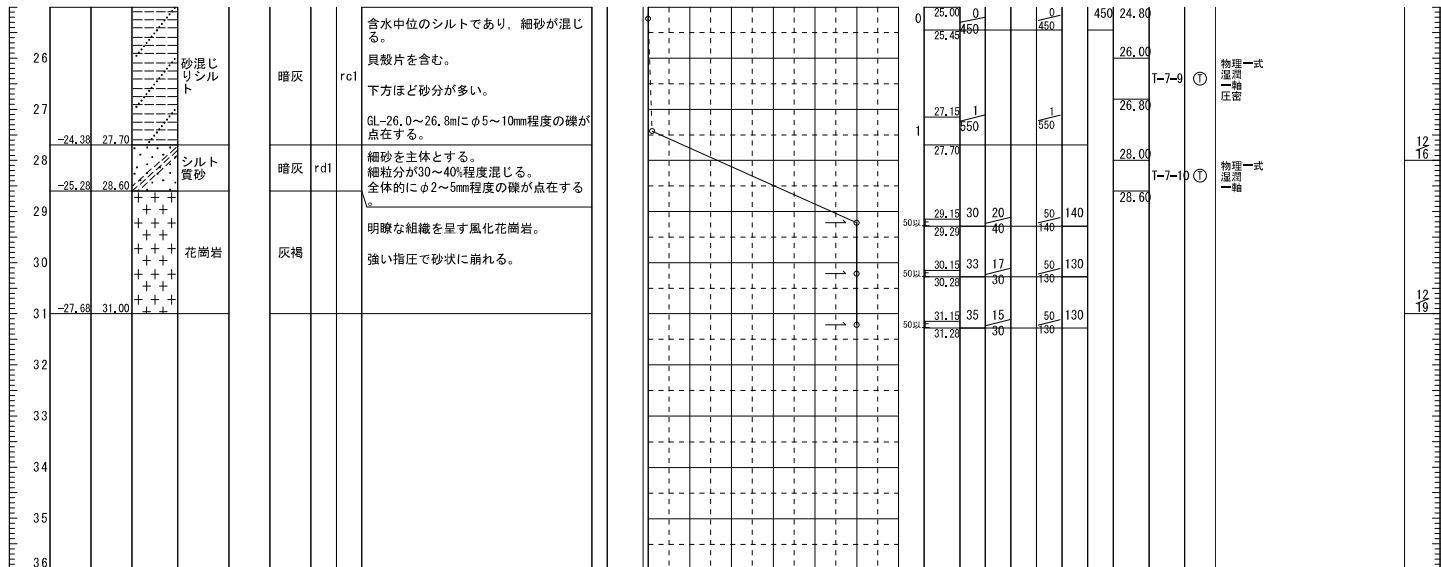 26
27
28
29
30
31
32
33
34
35
36
-24.38 27.70
-25.28 28.60
-27.68 31.00
砂混じ
りシル
ト
シルト
質砂
花崗岩
暗灰
rc1
暗灰
rd1
灰褐
含水中位のシルトであり，細砂が混じ
る。
貝殻片を含む。
下方ほど砂分が多い。
GL-26.0～26.8mにφ5～10mm程度の礫が
点在する。
細砂を主体とする。
細粒分が30～40%程度混じる。
全体的にφ2～5mm程度の礫が点在する
。
明瞭な組織を呈す風化花崗岩。
強い指圧で砂状に崩れる。
0
25.00
25.45
0
450
0
450
450
1
27.15
27.70
1
550
1
550
50以上
29.15
29.29
30
20
40
50
140
140
50以上
30.15
30.28
33
17
30
50
130
130
50以上
31.15
31.28
35
15
30
50
130
130
24.80
26.00
26.80
28.00
28.60
T-7-9
Ⓣ
物理一式
湿潤
一軸
圧密
T-7-10
Ⓣ
物理一式
湿潤
一軸
12
16
12
19